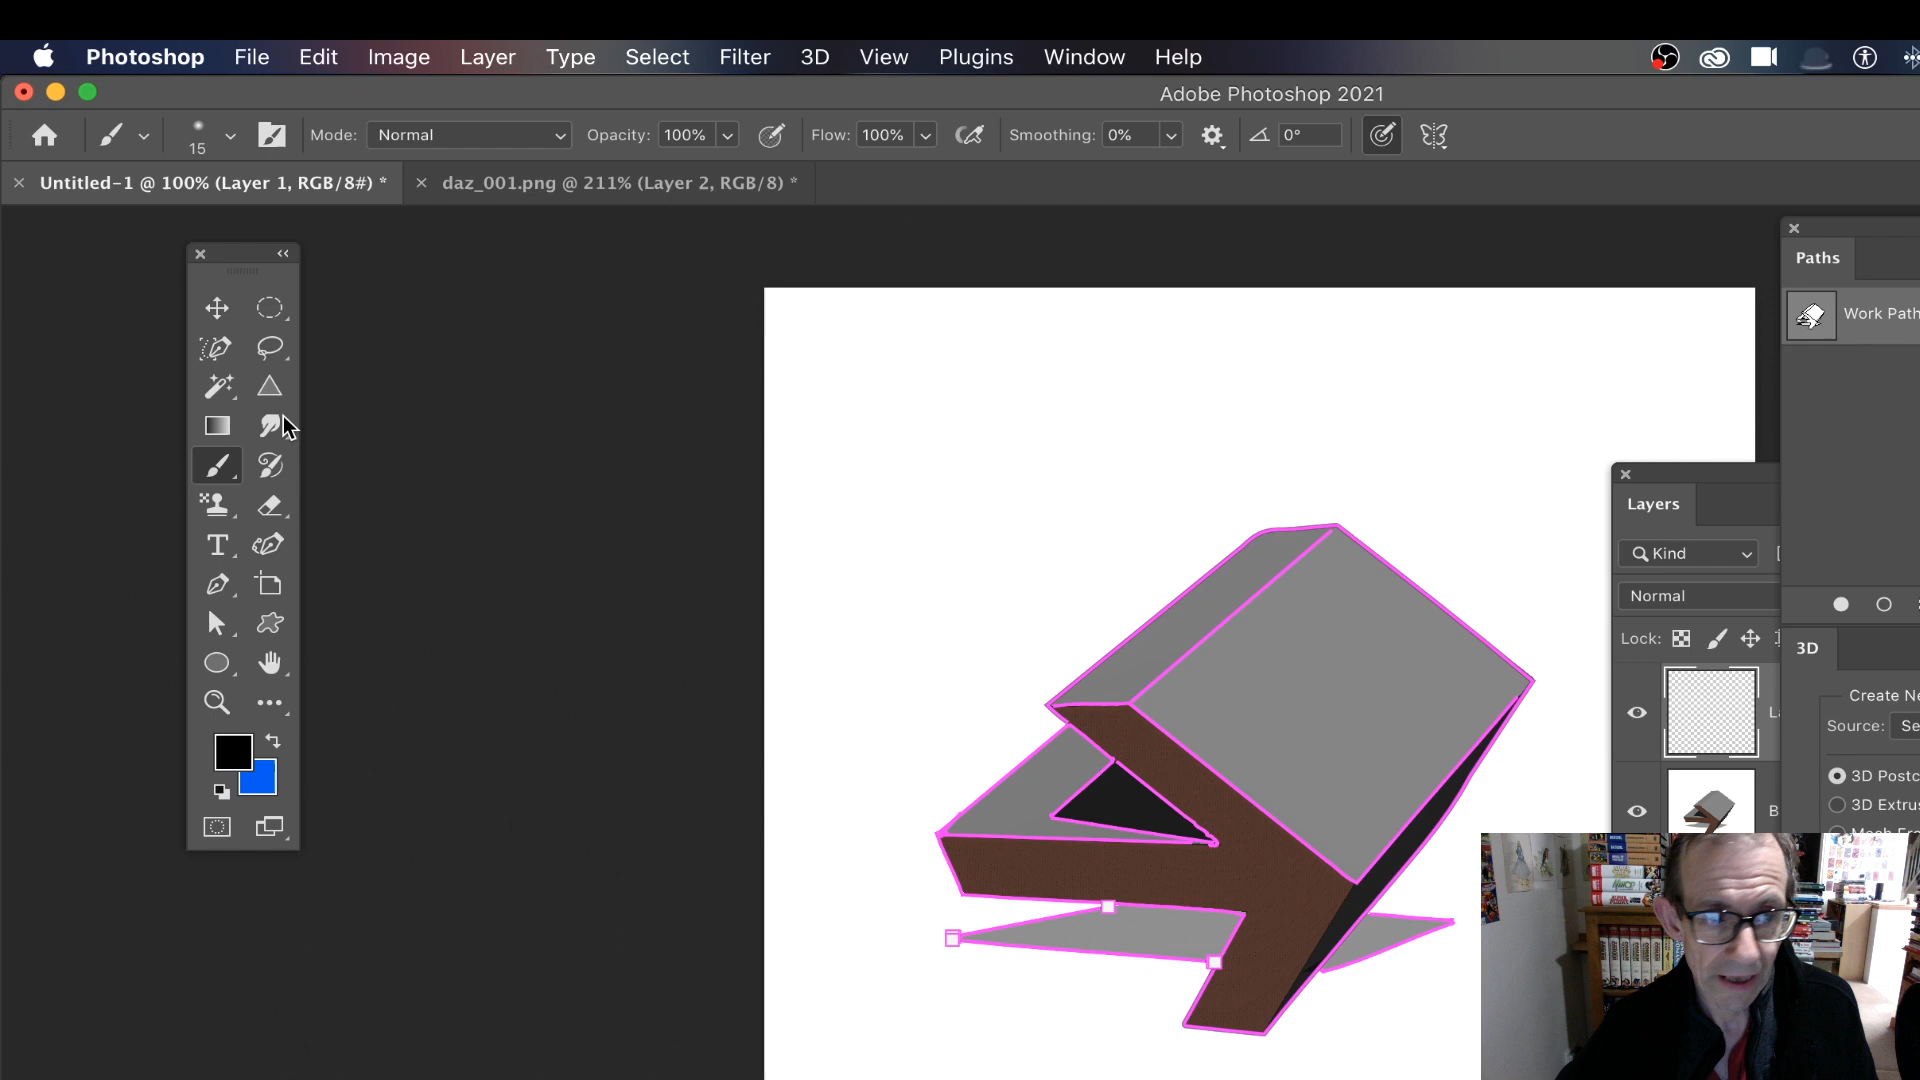 Photoshop File Edit Image Layer Type Select Filter 3D View Plugins Window Help
Adobe Photoshop 2021
15 Mode: Normal Opacity: 100% Flow: 100% Smoothing: 0% 0°
Untitled-1 @ 100% (Layer 1, RGB/8#) * daz_001.png @ 211% (Layer 2, RGB/8) *
Paths
Work Path
Layers
Kind
Normal
Lock:
3D
Create Ne
Source: Se
3D Postc
3D Extrus